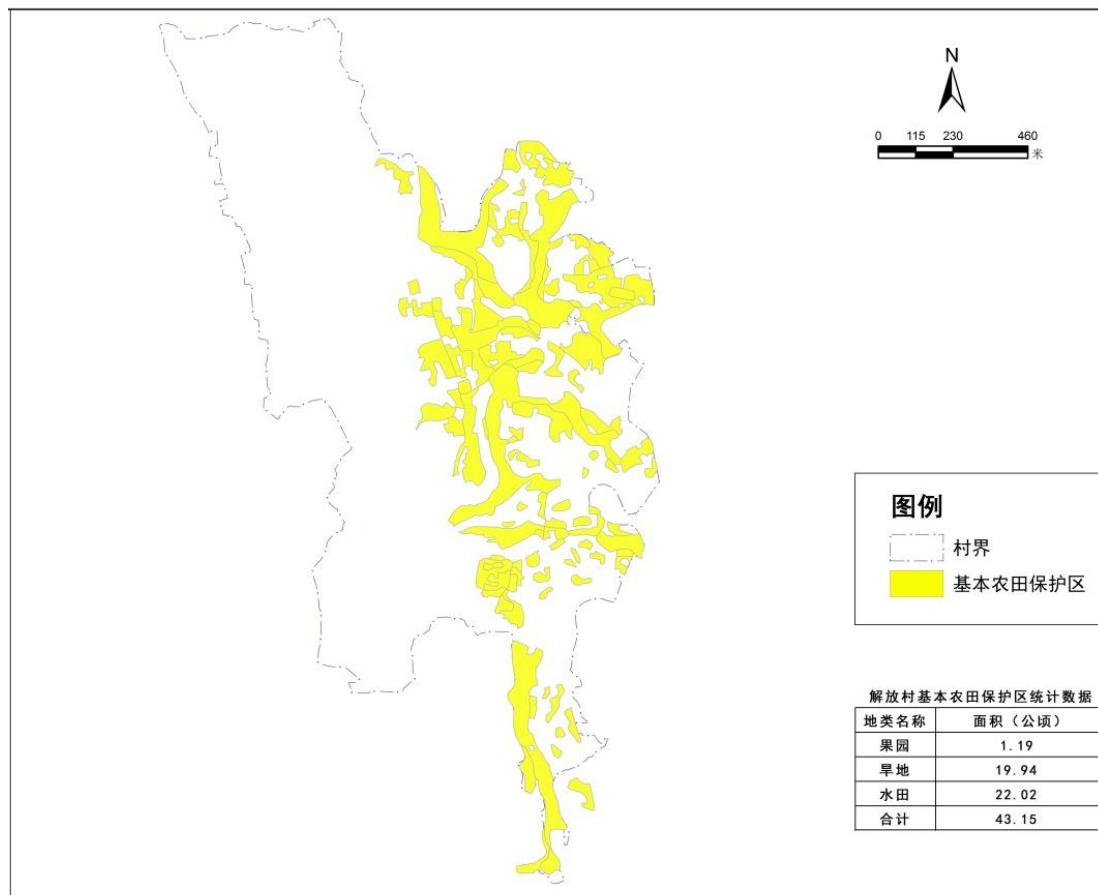 N
0 115 230 460
米
图例
村界
基本农田保护区
解放村基本农田保护区统计数据
地类名称 面积（公顷）
果园 1.19
旱地 19.94
水田 22.02
合计 43.15